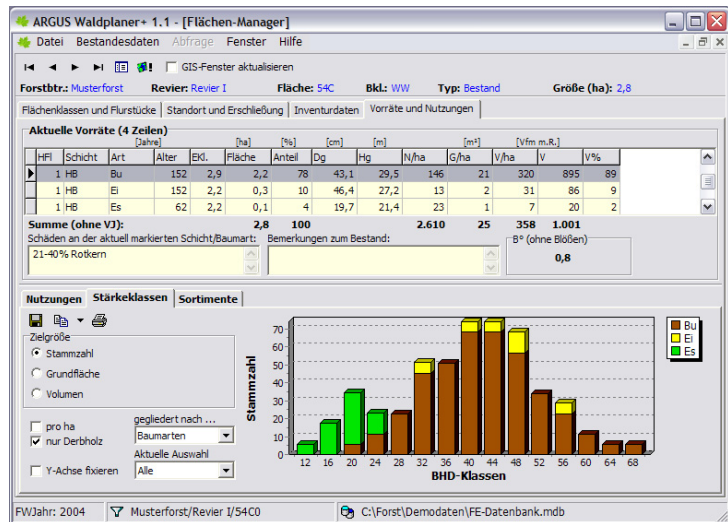 ARGUS Waldplaner+ 1.1 - [Flächen-Manager]
Datei Bestandesdaten Abfrage Fenster Hilfe
GIS-Fenster aktualisieren
Forstbtr.: Musterforst Revier: Revier I Fläche: 54C Bkl.: WW Typ: Bestand Größe (ha): 2,8
Flächenklassen und Flurstücke Standort und Erschließung Inventurdaten Vorräte und Nutzungen
Aktuelle Vorräte (4 Zeilen)
[Jahre] [ha] [%] [cm] [m] [m²] [Vfm m.R.]
HFl Schicht Art Alter EKl. Fläche Anteil Dg Hg N/ha G/ha V/ha V V%
1 HB Bu 152 2,9 2,2 78 43,1 29,5 146 21 320 895 89
1 HB Ei 152 2,2 0,3 10 46,4 27,2 13 2 31 86 9
1 HB Es 62 2,2 0,1 4 19,7 21,4 23 1 7 20 2
Summe (ohne VJ): 2,8 100 2.610 25 358 1.001
Schäden an der aktuell markierten Schicht/Baumart: Bemerkungen zum Bestand: B° (ohne Blößen)
21-40% Rotkern
0,8
Nutzungen Stärkeklassen Sortimente
Zielgröße
Stammzahl
Grundfläche
Volumen
pro ha
nur Derbholz
Y-Achse fixieren
gegliedert nach ...
Baumarten
Aktuelle Auswahl
Alle
Stammzahl
70
60
50
40
30
20
10
0
12 16 20 24 28 32 36 40 44 48 52 56 60 64 68
BHD-Klassen
Bu
Ei
Es
FWJahr: 2004 Musterforst/Revier I/54C0 C:\Forst\Demodaten\FE-Datenbank.mdb